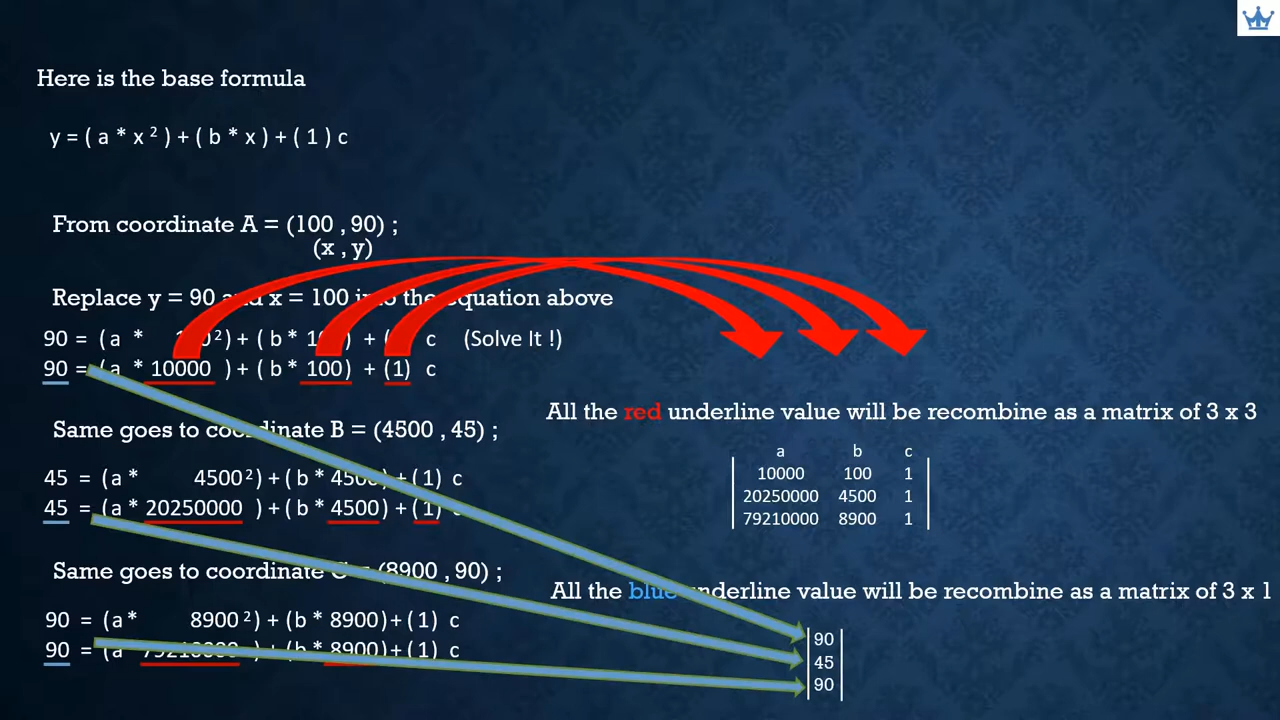 Here is the base formula
y = ( a * x ² ) + ( b * x ) + ( 1 ) c
From coordinate A = (100 , 90) ;
(x , y)
Replace y = 90 and x = 100 into the equation above
90 = ( a * 100²) + ( b * 100) + (1) c (Solve It !)
90 = ( a * 10000 ) + ( b * 100) + (1) c
All the red underline value will be recombine as a matrix of 3 x 3
Same goes to coordinate B = (4500 , 45) ;
a b c
10000 100 1
20250000 4500 1
79210000 8900 1
45 = (a * 4500²) + (b * 4500) + (1) c
45 = (a * 20250000 ) + ( b * 4500) + (1) c
Same goes to coordinate C = (8900 , 90) ;
All the blue underline value will be recombine as a matrix of 3 x 1
90 = (a* 8900 ²) + (b * 8900)+ (1) c
90 = (a 79210000 ) + (b * 8900)+ (1) c
90
45
90